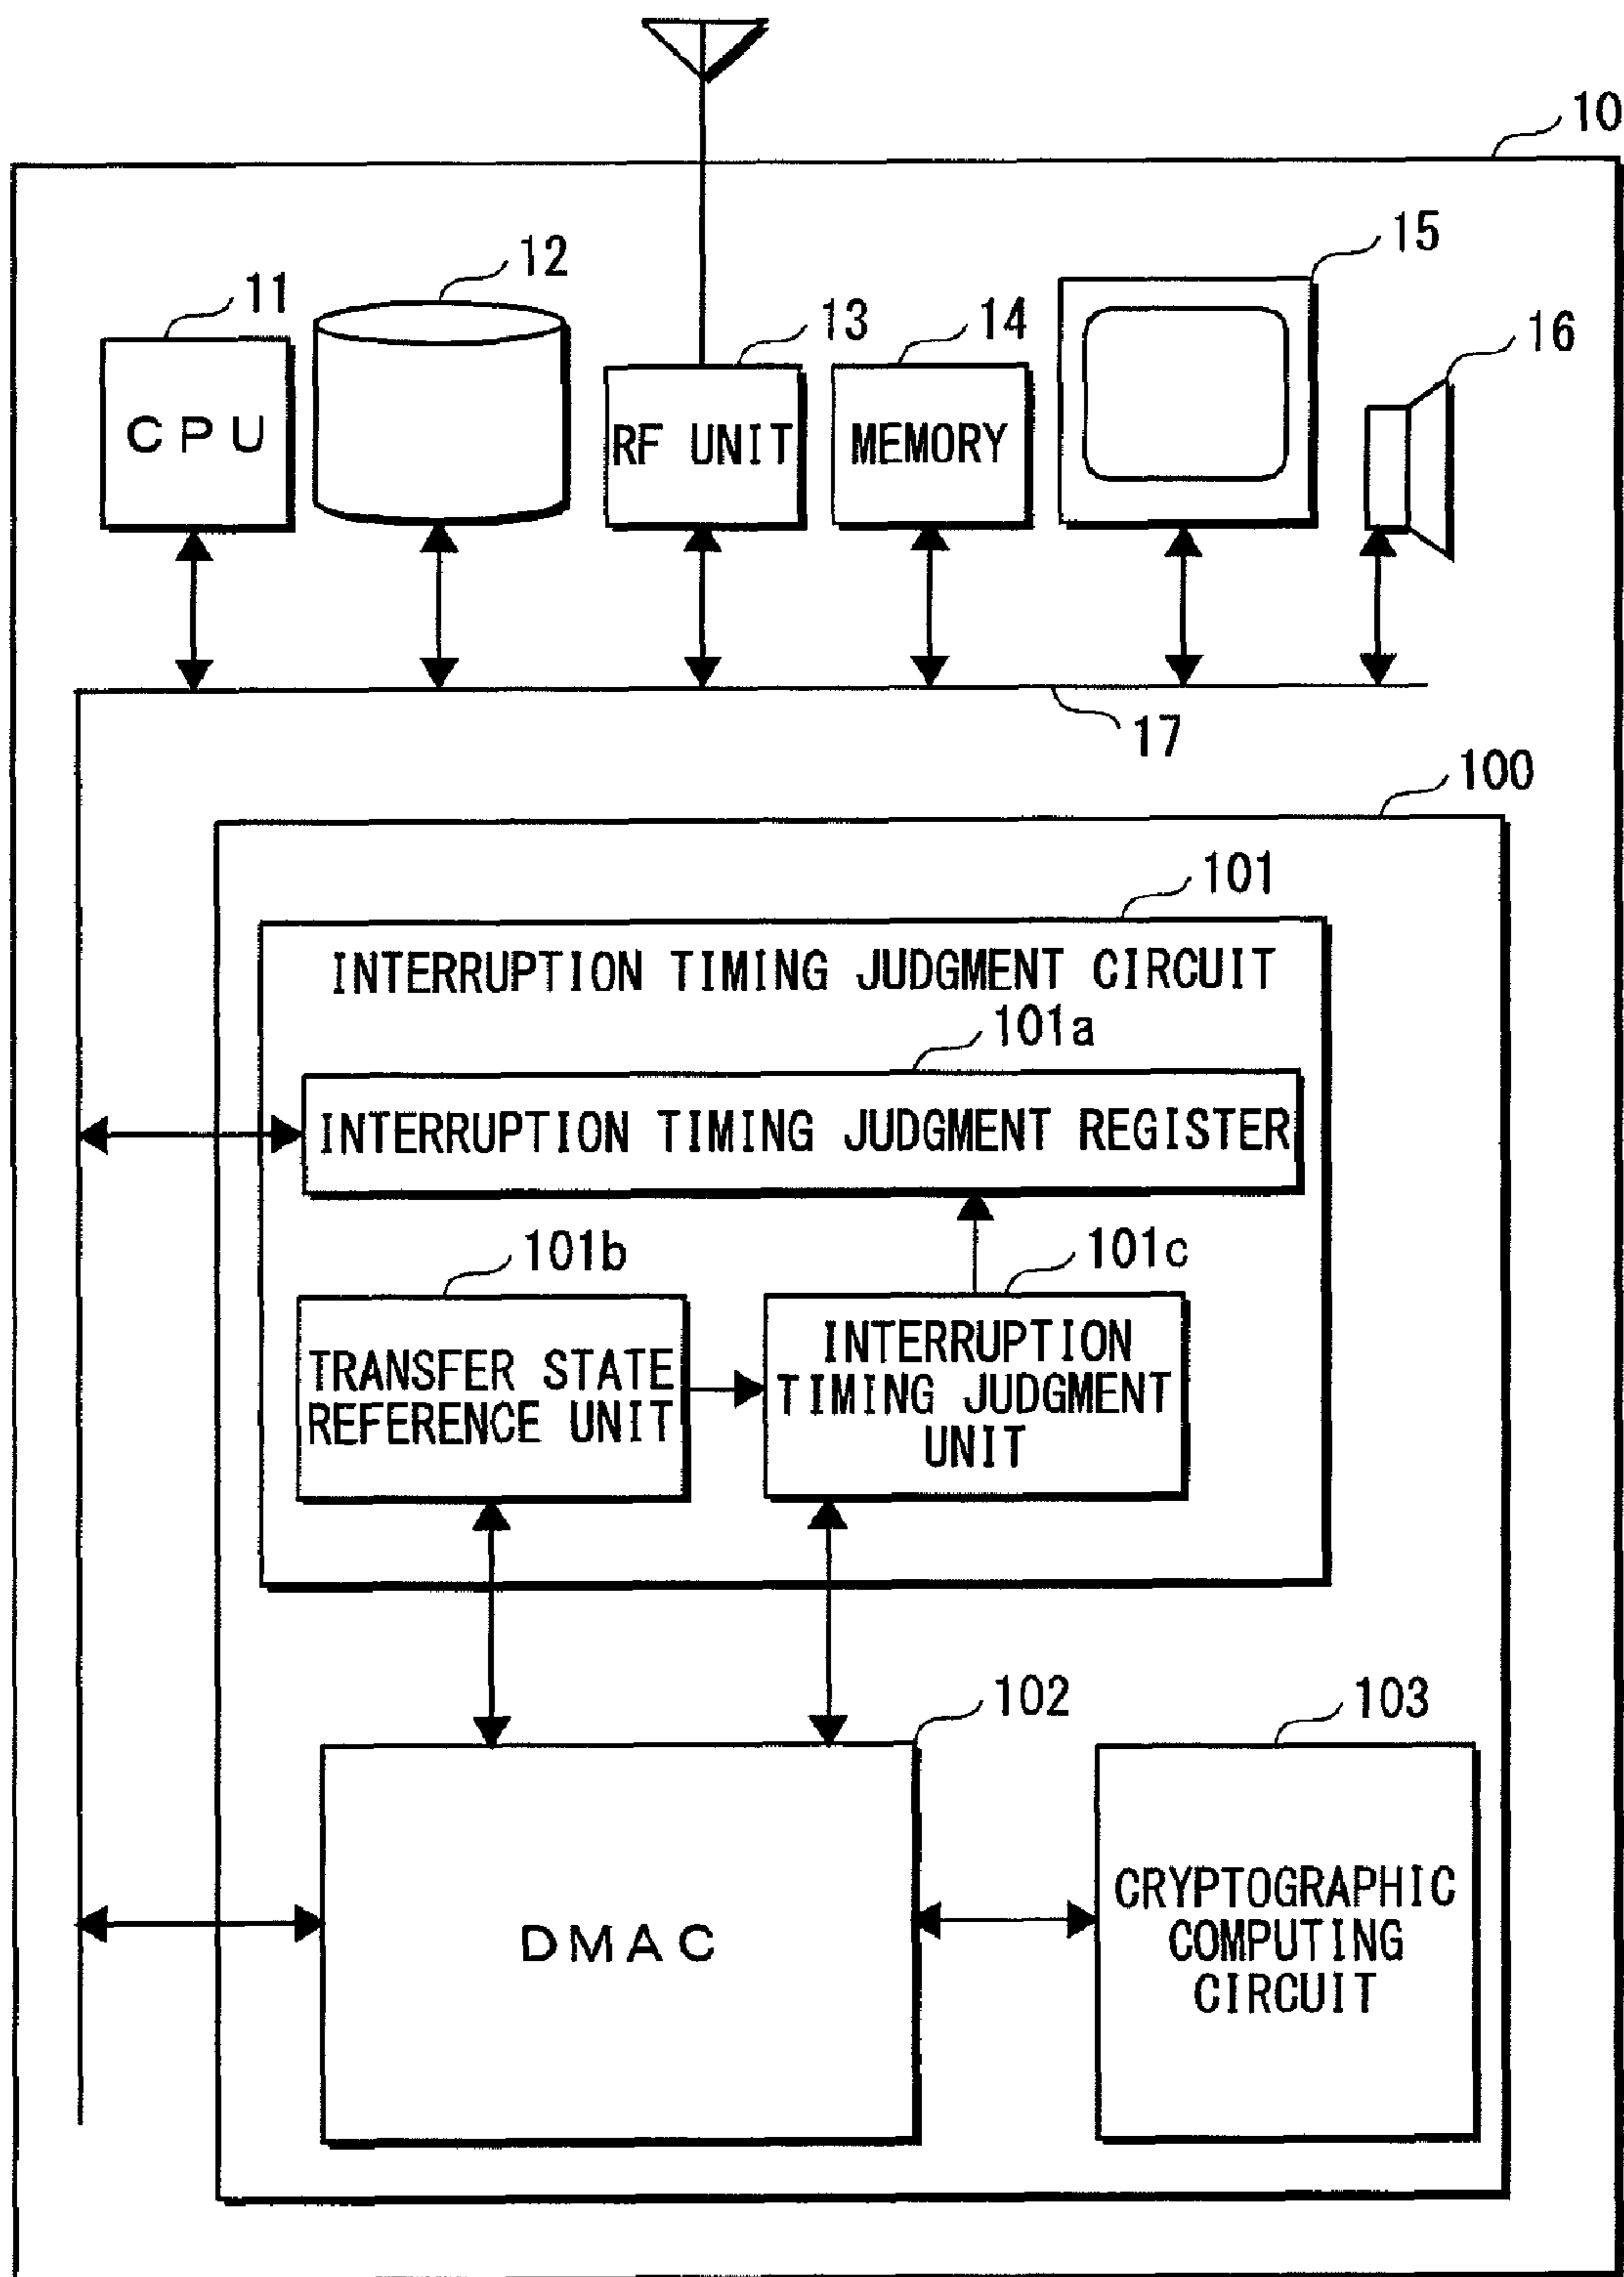 10
15
12
11
13
14
16
CPU
RF UNIT
MEMORY
17
100
101
INTERRUPTION TIMING JUDGMENT CIRCUIT
101a
INTERRUPTION TIMING JUDGMENT REGISTER
101b
101c
TRANSFER STATE
REFERENCE UNIT
INTERRUPTION
TIMING JUDGMENT
UNIT
102
103
DMAC
CRYPTOGRAPHIC
COMPUTING
CIRCUIT